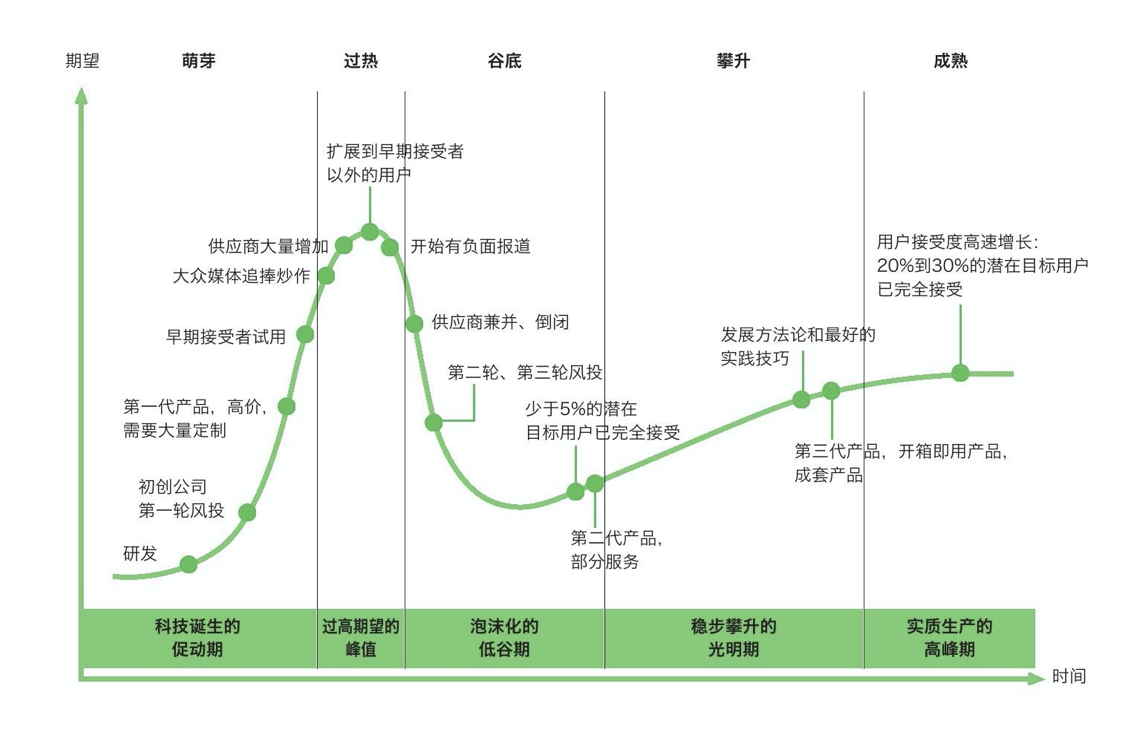 期望
萌芽
过热
谷底
攀升
成熟
扩展到早期接受者
以外的用户
供应商大量增加
开始有负面报道
大众媒体追捧炒作
用户接受度高速增长：
20%到30%的潜在目标用户
已完全接受
早期接受者试用
供应商兼并、倒闭
发展方法论和最好的
实践技巧
第二轮、第三轮风投
第一代产品，高价，
需要大量定制
少于5%的潜在
目标用户已完全接受
第三代产品，开箱即用产品，
成套产品
初创公司
第一轮风投
第二代产品，
部分服务
研发
科技诞生的
促动期
过高期望的
峰值
泡沫化的
低谷期
稳步攀升的
光明期
实质生产的
高峰期
时间